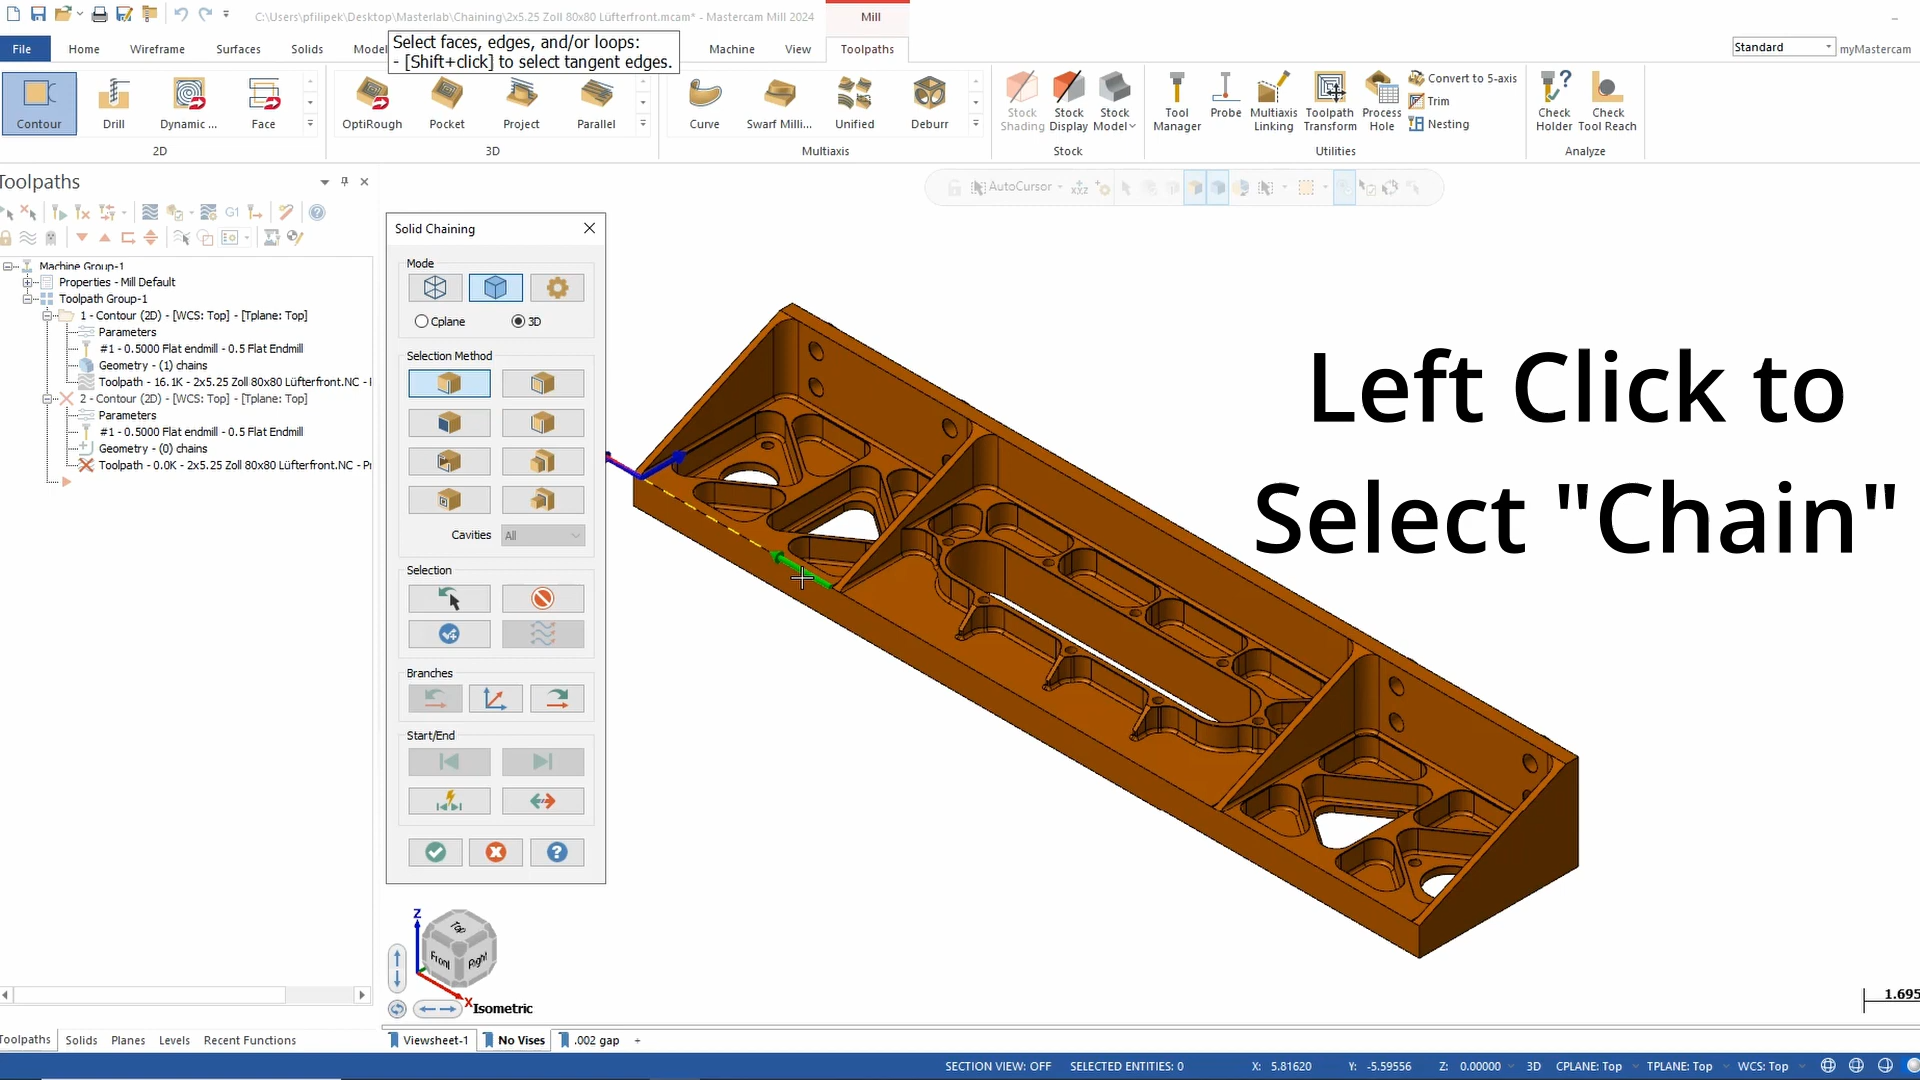 C:\Users\pfilipek\Desktop\Masterlab\Chaining\2x5.25 Zoll 80x80 Lüfterfront.mcam* - Mastercam Mill 2024
Mill
File
Home
Wireframe
Surfaces
Solids
Model
Machine
View
Toolpaths
Standard
myMastercam
Select faces, edges, and/or loops:
- [Shift+click] to select tangent edges.
Contour
Drill
Dynamic ...
Face
OptiRough
Pocket
Project
Parallel
Curve
Swarf Milli...
Unified
Deburr
Stock Shading
Stock Display
Stock Model
Tool Manager
Probe
Multiaxis Linking
Toolpath Transform
Process Hole
Convert to 5-axis
Trim
Nesting
Check Holder
Check Tool Reach
2D
3D
Multiaxis
Stock
Utilities
Analyze
Toolpaths
AutoCursor
G1
Machine Group-1
Properties - Mill Default
Toolpath Group-1
1 - Contour (2D) - [WCS: Top] - [Tplane: Top]
Parameters
#1 - 0.5000 Flat endmill - 0.5 Flat Endmill
Geometry - (1) chains
Toolpath - 16.1K - 2x5.25 Zoll 80x80 Lüfterfront.NC -
2 - Contour (2D) - [WCS: Top] - [Tplane: Top]
Parameters
#1 - 0.5000 Flat endmill - 0.5 Flat Endmill
Geometry - (0) chains
Toolpath - 0.0K - 2x5.25 Zoll 80x80 Lüfterfront.NC - Pr
Solid Chaining
Mode
Cplane
3D
Selection Method
Cavities
All
Selection
Branches
Start/End
Left Click to
Select "Chain"
Z
Top
Front
Right
X
Isometric
1.695
Toolpaths
Solids
Planes
Levels
Recent Functions
Viewsheet-1
No Vises
.002 gap
+
SECTION VIEW: OFF
SELECTED ENTITIES: 0
X: 5.81620
Y: -5.59556
Z: 0.00000
3D
CPLANE: Top
TPLANE: Top
WCS: Top